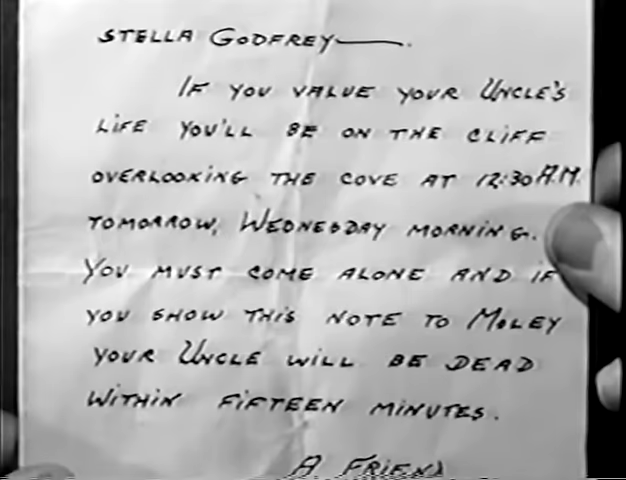 STELLA GODFREY—.
IF YOU VALUE YOUR UNCLE'S
LIFE YOU'LL BE ON THE CLIFF
OVERLOOKING THE COVE AT 12:30 A.M.
TOMORROW, WEDNESDAY MORNING.
YOU MUST COME ALONE AND IF
YOU SHOW THIS NOTE TO MOLEY
YOUR UNCLE WILL BE DEAD
WITHIN FIFTEEN MINUTES.
A FRIEND